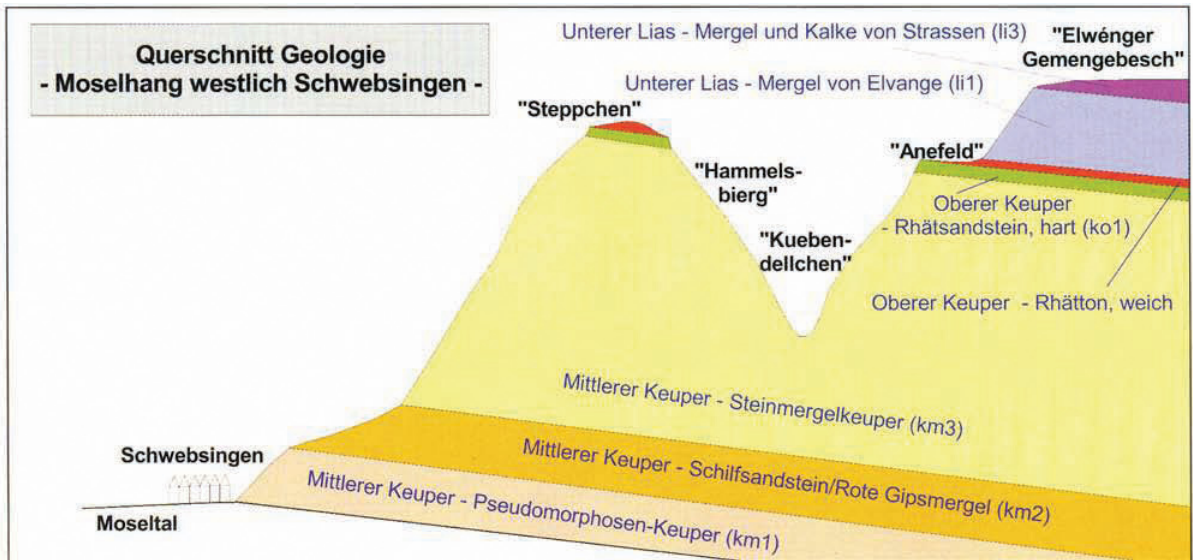 Querschnitt Geologie
- Moselhang westlich Schwebsingen -
Unterer Lias - Mergel und Kalke von Strassen (li3)
"Elwénger
Gemengebesch"
Unterer Lias - Mergel von Elvange (li1)
"Steppchen"
"Anefeld"
"Hammels-
bierg"
Oberer Keuper
- Rhätsandstein, hart (ko1)
"Kueben-
dellchen"
Oberer Keuper - Rhätton, weich
Mittlerer Keuper - Steinmergelkeuper (km3)
Schwebsingen
Mittlerer Keuper - Schilfsandstein/Rote Gipsmergel (km2)
Mittlerer Keuper - Pseudomorphosen-Keuper (km1)
Moseltal